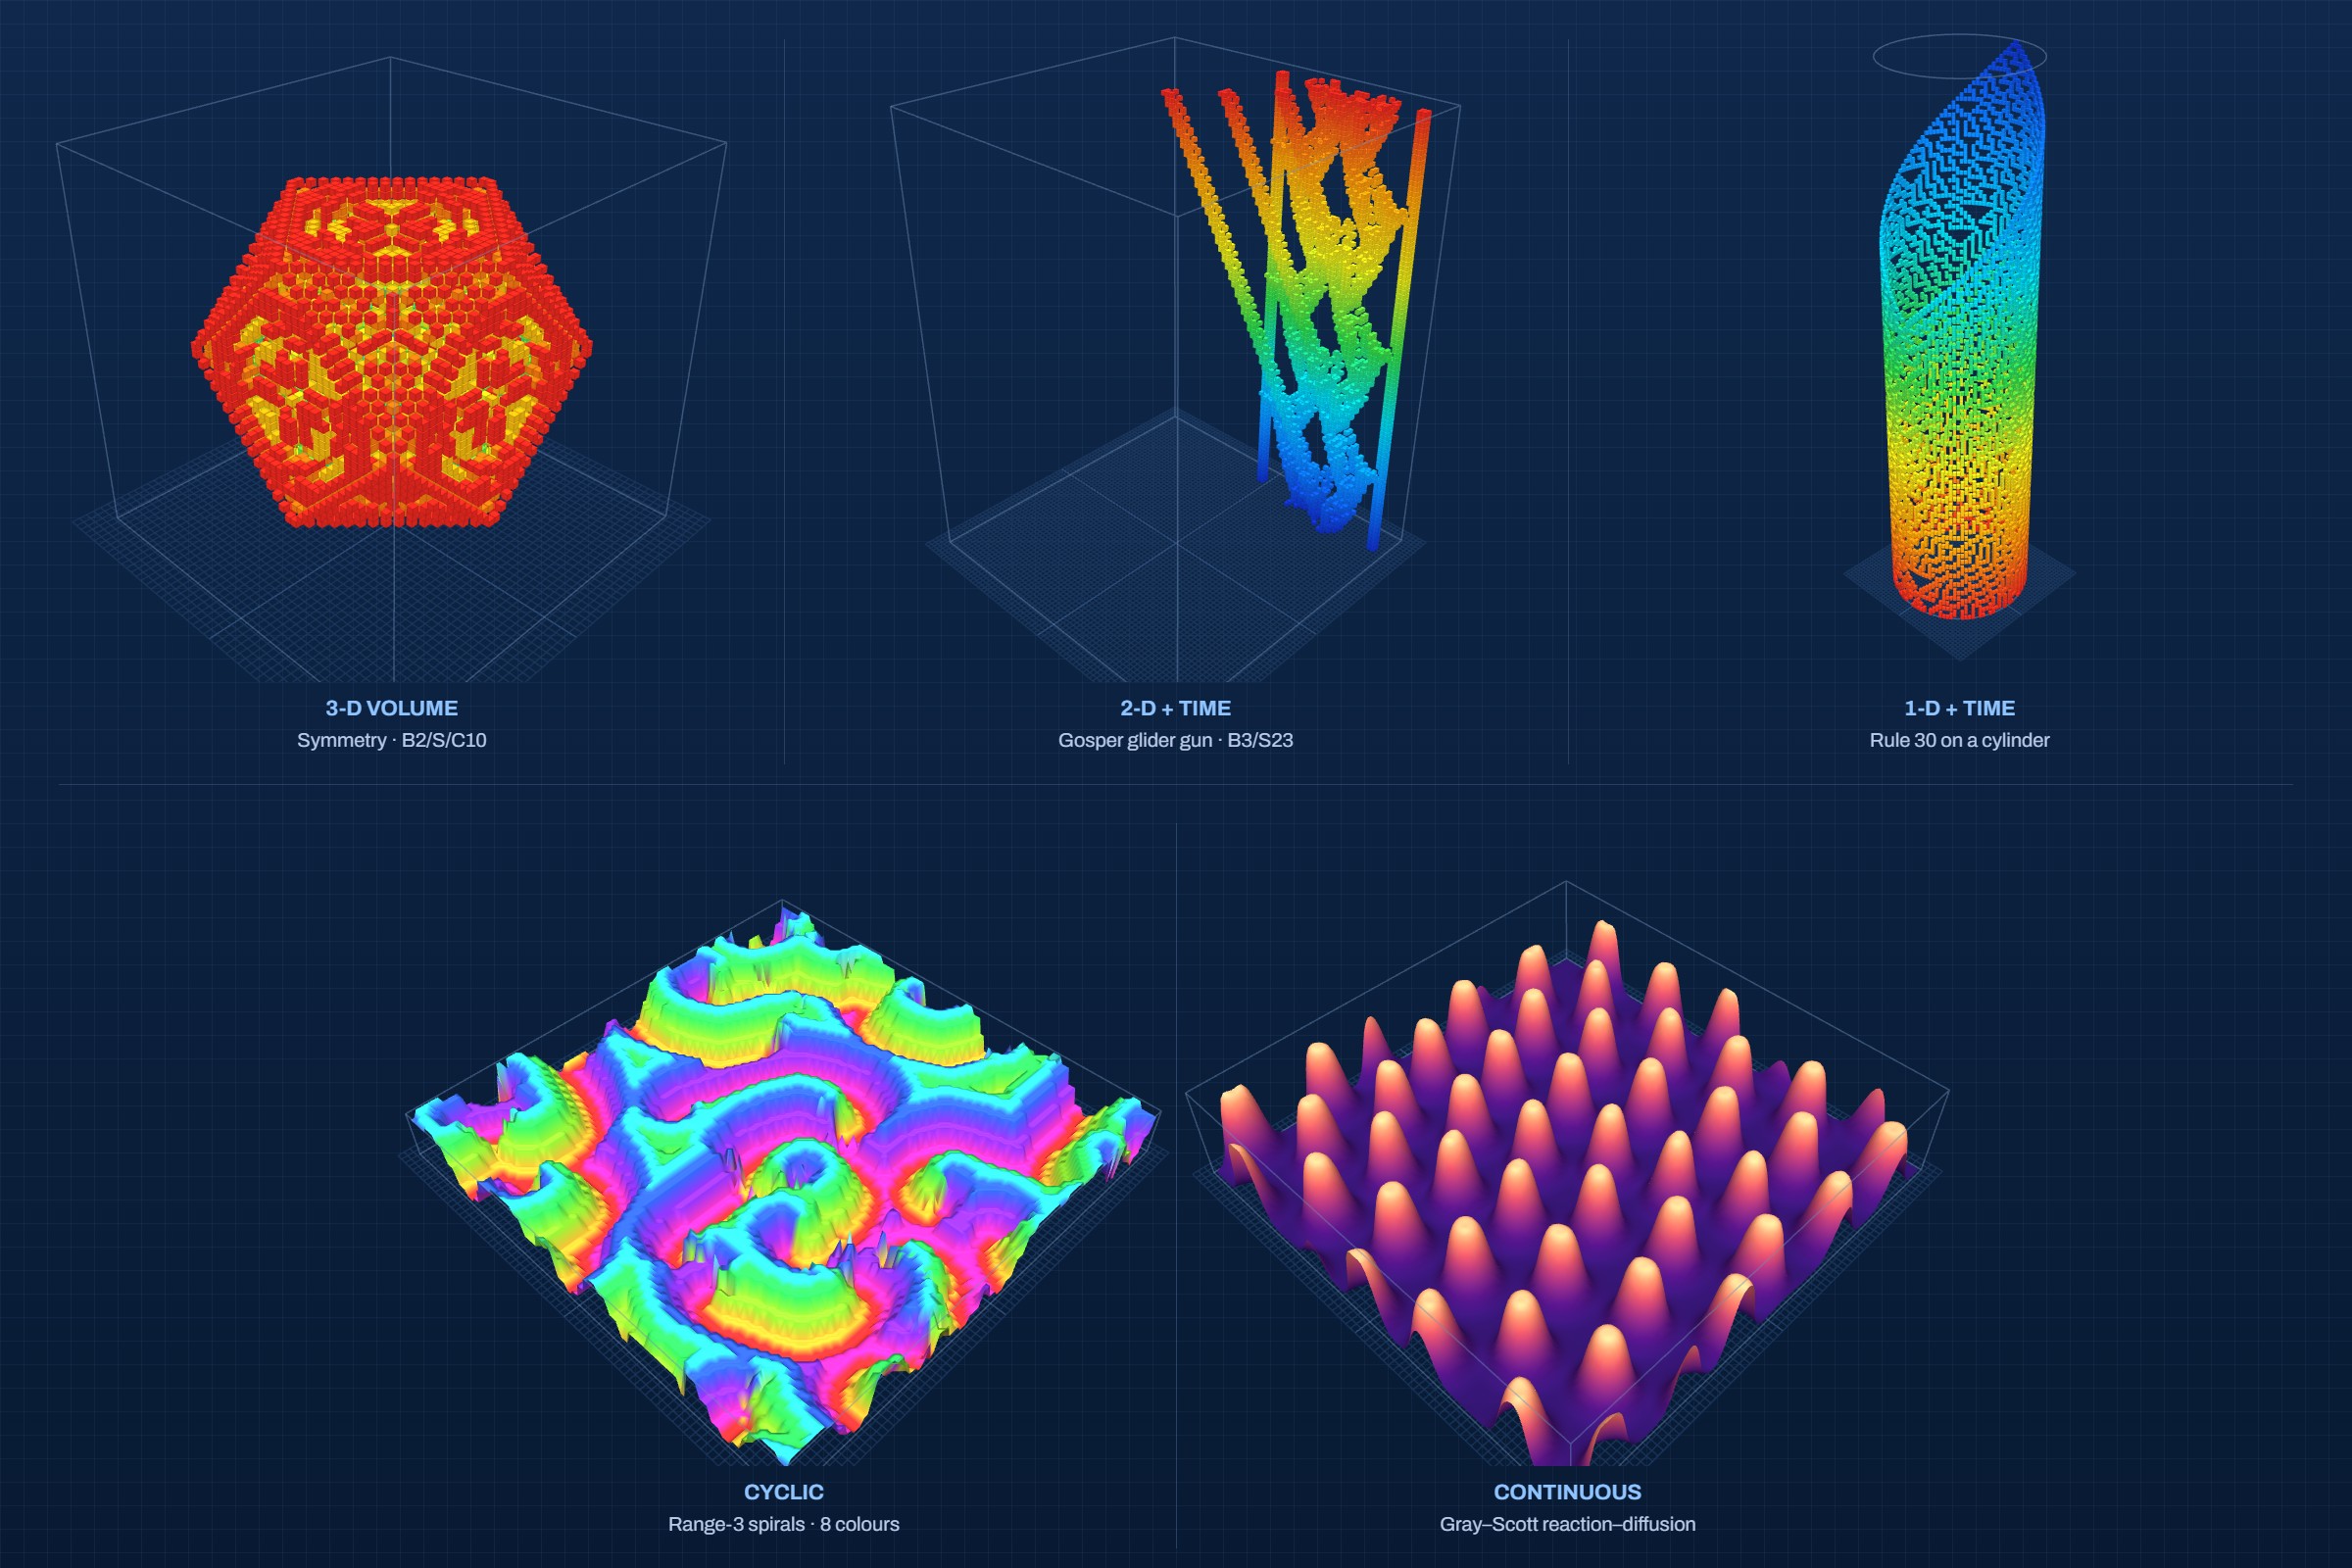 3-D VOLUME
Symmetry · B2/S/C10
2-D + TIME
Gosper glider gun · B3/S23
1-D + TIME
Rule 30 on a cylinder
CYCLIC
Range-3 spirals · 8 colours
CONTINUOUS
Gray–Scott reaction–diffusion